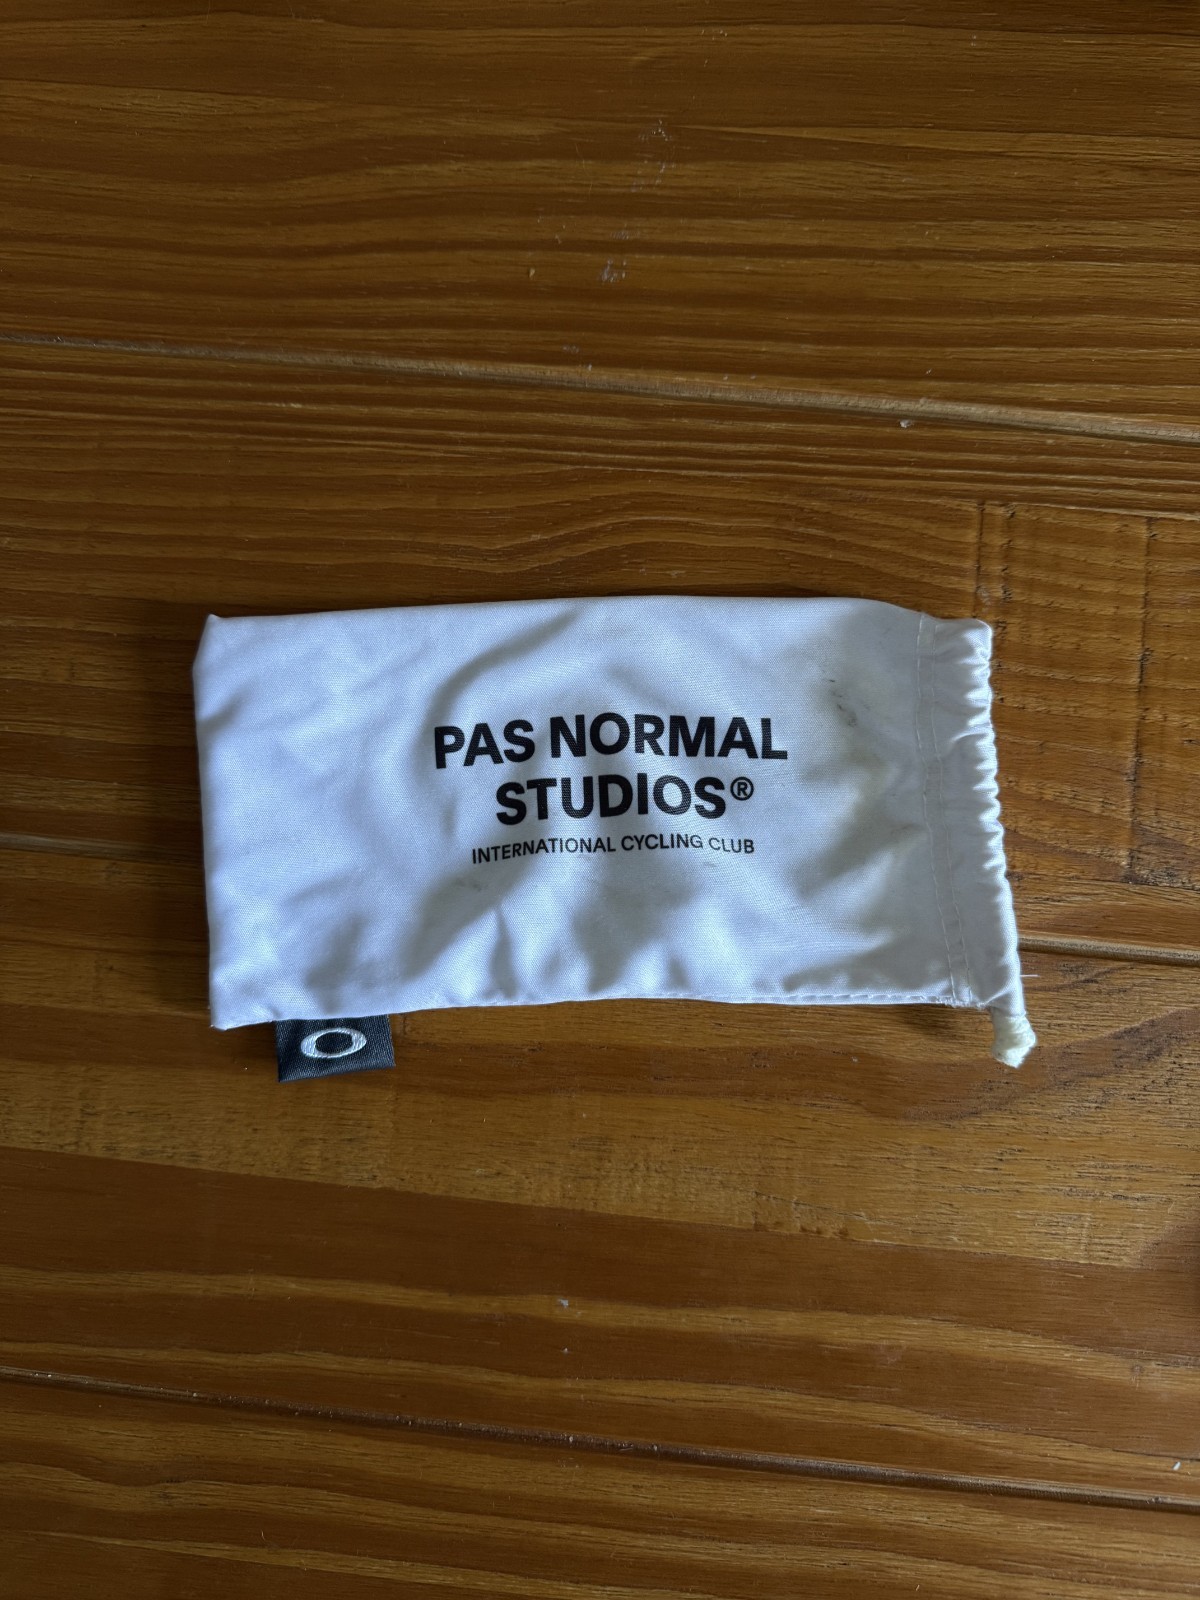 PAS NORMAL
STUDIOS®
INTERNATIONAL CYCLING CLUB